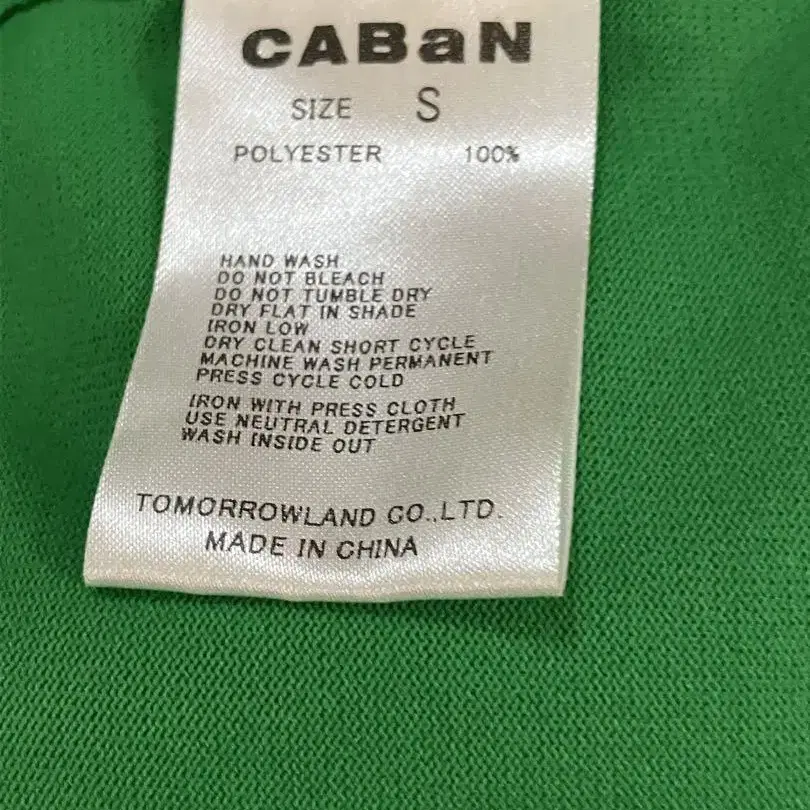 CABaN
SIZE S
POLYESTER 100%
HAND WASH
DO NOT BLEACH
DO NOT TUMBLE DRY
DRY FLAT IN SHADE
IRON LOW
DRY CLEAN SHORT CYCLE
MACHINE WASH PERMANENT
PRESS CYCLE COLD
IRON WITH PRESS CLOTH
USE NEUTRAL DETERGENT
WASH INSIDE OUT
TOMORROWLAND CO.,LTD.
MADE IN CHINA